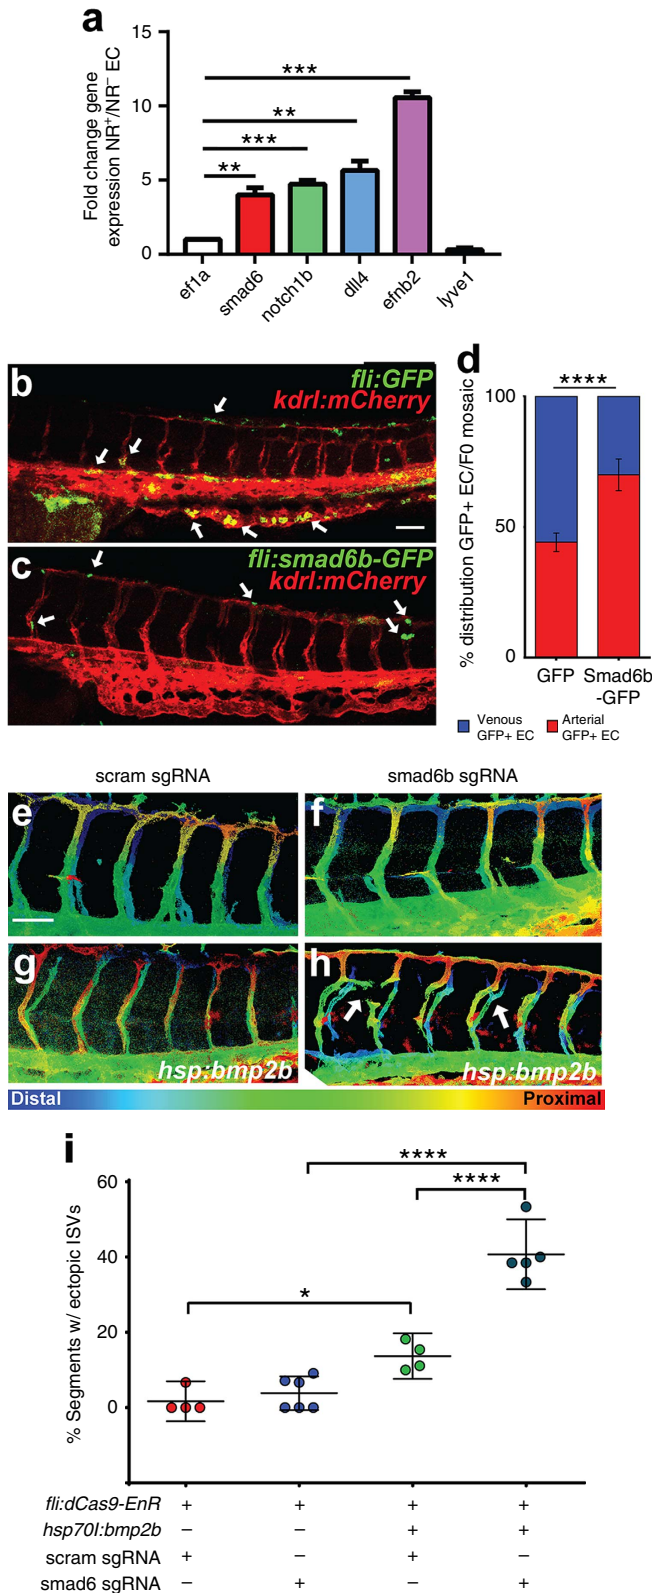 a
Fold change gene
expression NR+/NR− EC
15
10
5
0
***
**
***
**
ef1a
smad6
notch1b
dll4
efnb2
lyve1
b
fli:GFP
kdrl:mCherry
c
fli:smad6b-GFP
kdrl:mCherry
d
% distribution GFP+ EC/F0 mosaic
100
50
0
****
GFP
Smad6b
-GFP
Venous
GFP+ EC
Arterial
GFP+ EC
scram sgRNA
smad6b sgRNA
e
f
g
hsp:bmp2b
h
hsp:bmp2b
Distal
Proximal
i
% Segments w/ ectopic ISVs
60
40
20
0
****
****
*
fli:dCas9-EnR + + + +
hsp70l:bmp2b − − + +
scram sgRNA + − + −
smad6 sgRNA − + − +